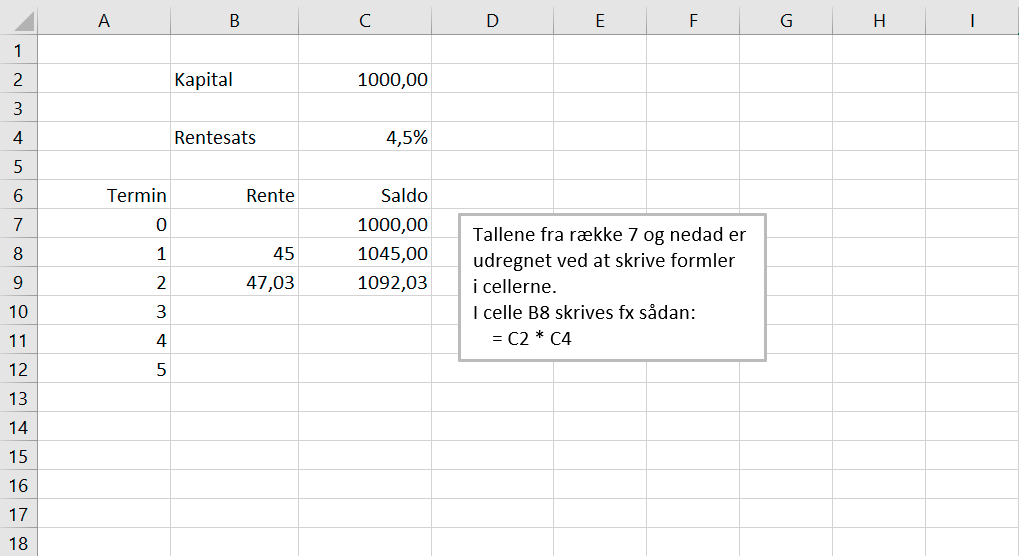 A B C D E F G H I
1
2 Kapital 1000,00
3
4 Rentesats 4,5%
5
6 Termin Rente Saldo
7 0 1000,00
8 1 45 1045,00
9 2 47,03 1092,03
10 3
11 4
12 5
13
14
15
16
17
18
Tallene fra række 7 og nedad er
udregnet ved at skrive formler
i cellerne.
I celle B8 skrives fx sådan:
= C2 * C4